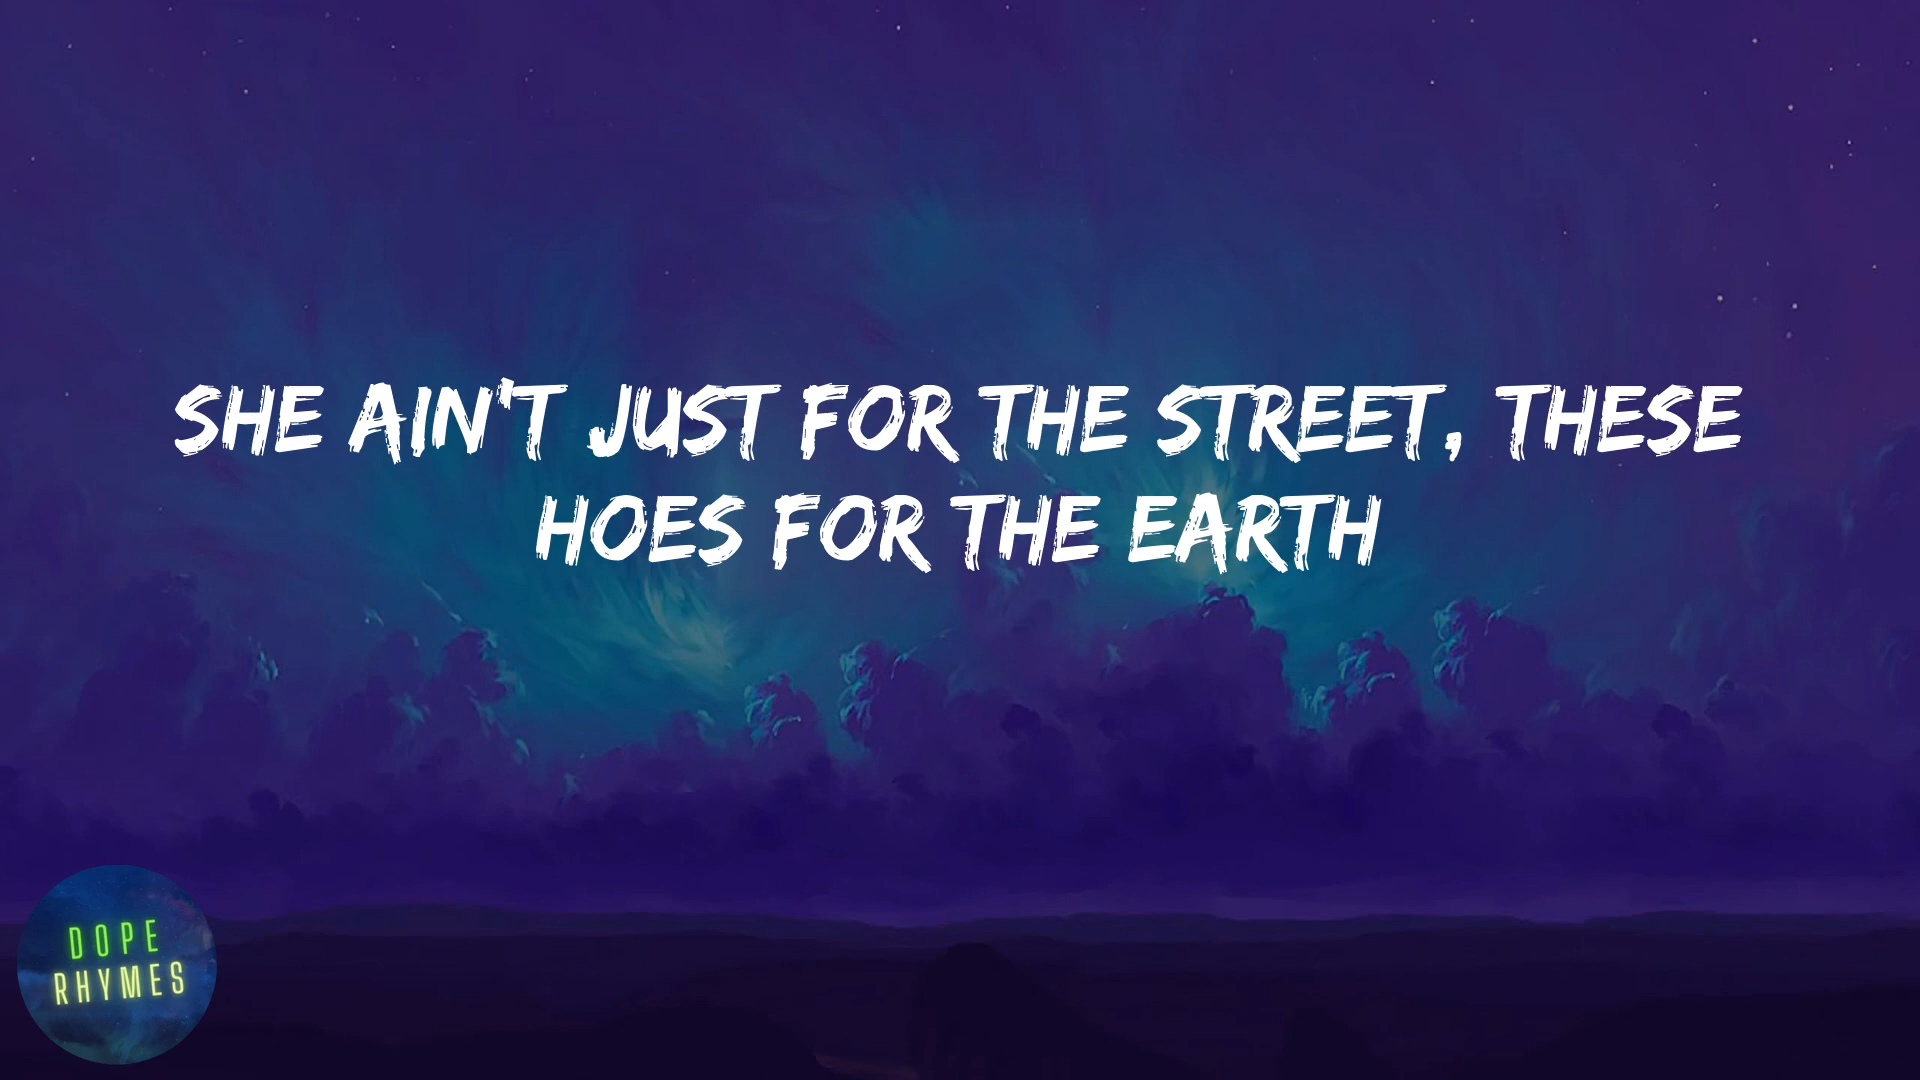 SHE AIN'T JUST FOR THE STREET, THESE
HOES FOR THE EARTH
DOPE
RHYMES